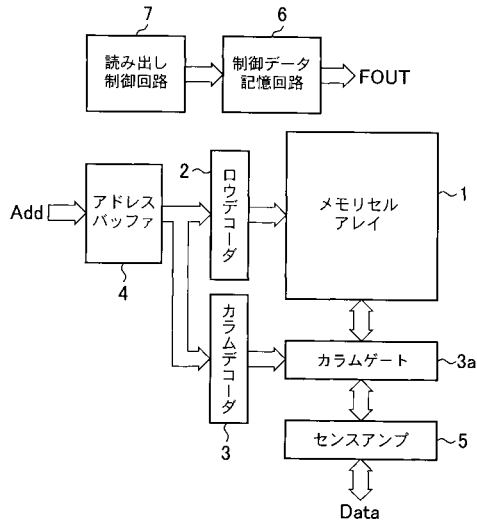 7
読み出し
制御回路
6
制御データ
記憶回路
FOUT
Add
アドレス
バッファ
4
2
ロウデコーダ
メモリセル
アレイ
1
カラムデコーダ
3
カラムゲート
3a
センスアンプ
5
Data